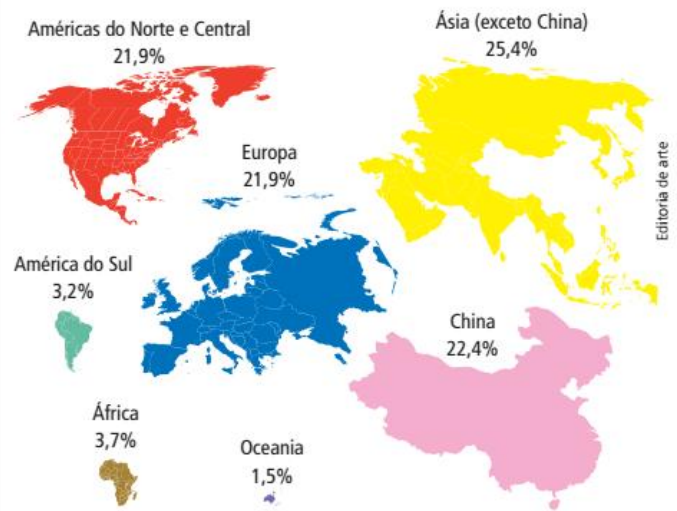 Américas do Norte e Central
21,9%
Ásia (exceto China)
25,4%
Europa
21,9%
América do Sul
3,2%
China
22,4%
África
3,7%
Oceania
1,5%
Editoria de arte